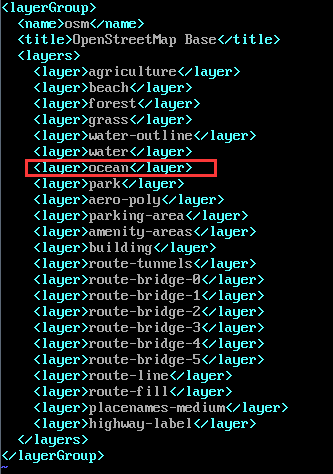 <layerGroup>
<name>osm</name>
<title>OpenStreetMap Base</title>
<layers>
<layer>agriculture</layer>
<layer>beach</layer>
<layer>forest</layer>
<layer>grass</layer>
<layer>water-outline</layer>
<layer>water</layer>
<layer>ocean</layer>
<layer>park</layer>
<layer>aero-poly</layer>
<layer>parking-area</layer>
<layer>amenity-areas</layer>
<layer>building</layer>
<layer>route-tunnels</layer>
<layer>route-bridge-0</layer>
<layer>route-bridge-1</layer>
<layer>route-bridge-2</layer>
<layer>route-bridge-3</layer>
<layer>route-bridge-4</layer>
<layer>route-bridge-5</layer>
<layer>route-line</layer>
<layer>route-fill</layer>
<layer>placenames-medium</layer>
<layer>highway-label</layer>
</layers>
</layerGroup>
~